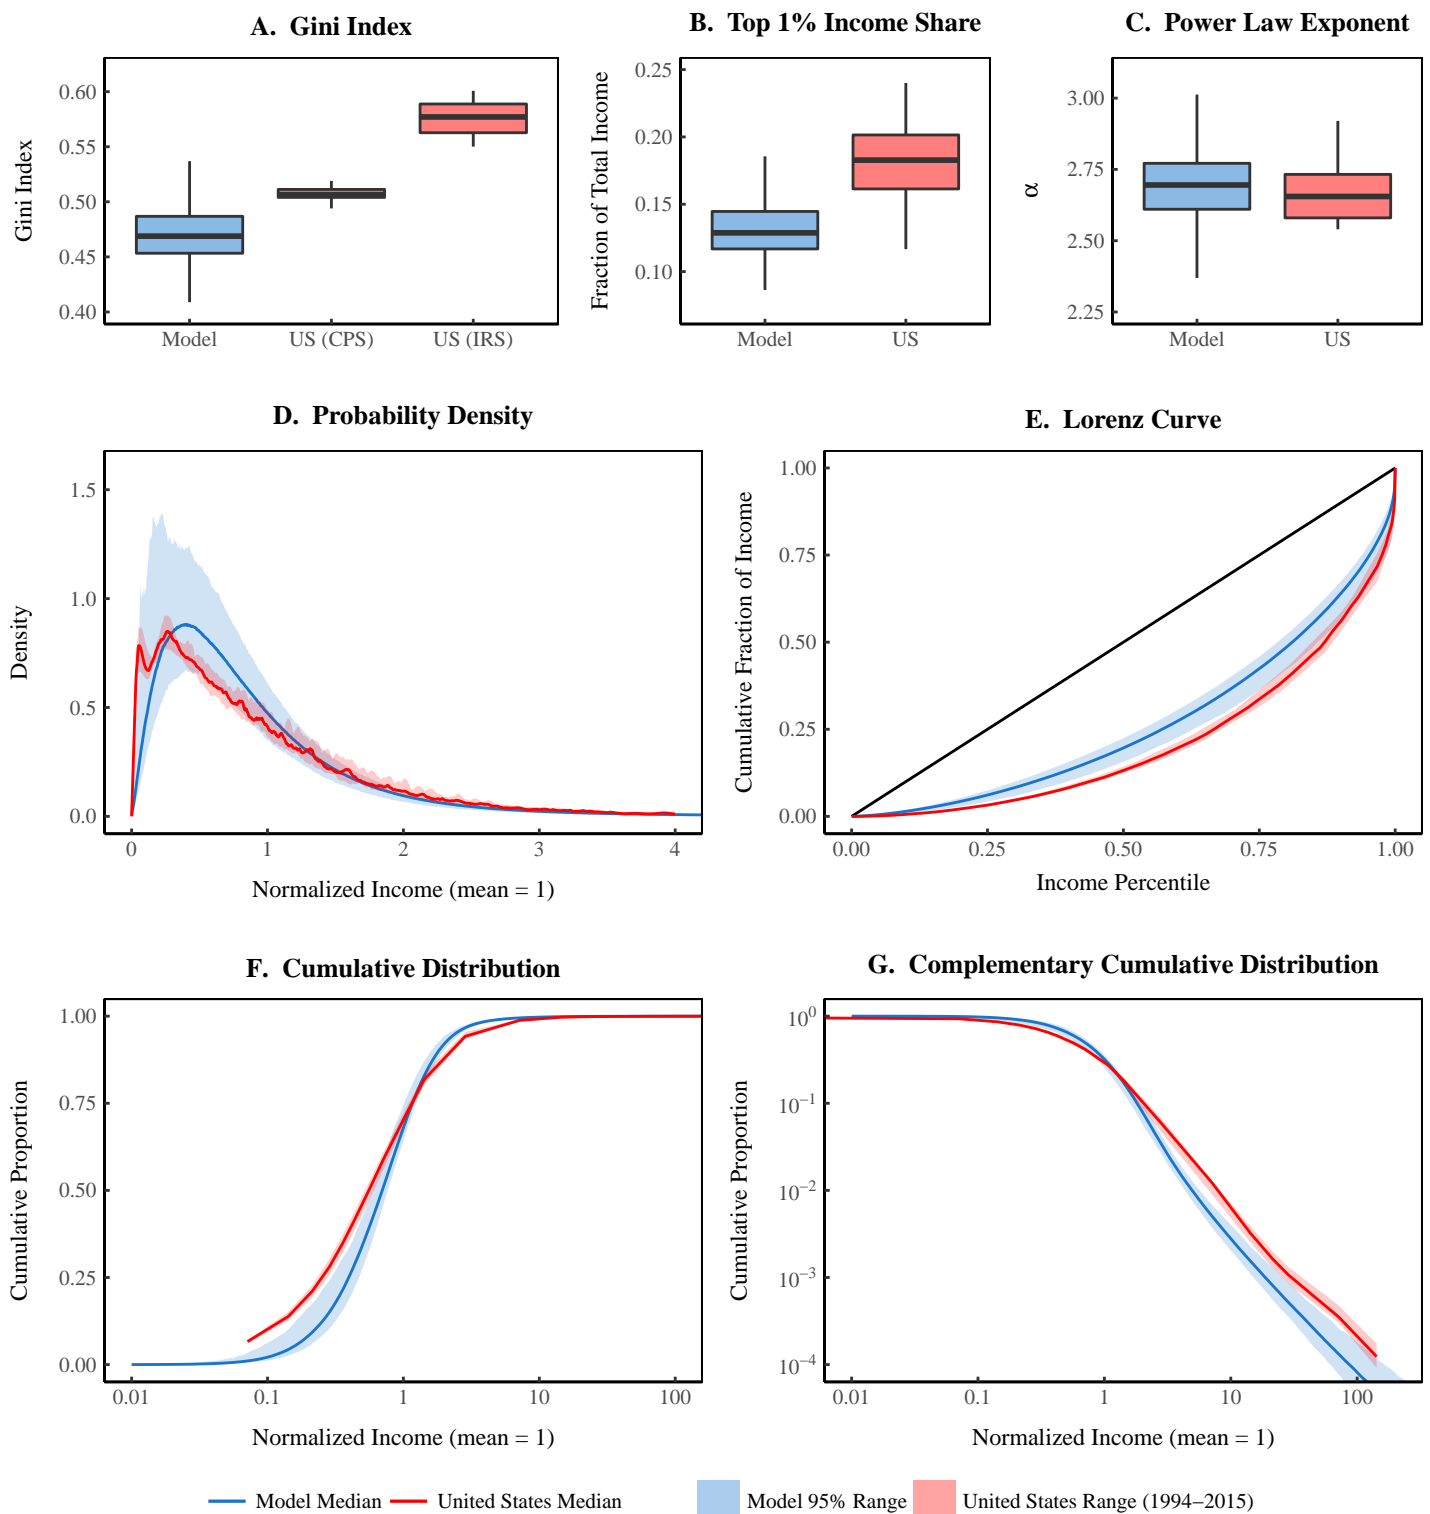 A. Gini Index
Gini Index
0.60
0.55
0.50
0.45
0.40
Model US (CPS) US (IRS)
B. Top 1% Income Share
Fraction of Total Income
0.25
0.20
0.15
0.10
Model US
C. Power Law Exponent
α
3.00
2.75
2.50
2.25
Model US
D. Probability Density
Density
1.5
1.0
0.5
0.0
0 1 2 3 4
Normalized Income (mean = 1)
E. Lorenz Curve
Cumulative Fraction of Income
1.00
0.75
0.50
0.25
0.00
0.00 0.25 0.50 0.75 1.00
Income Percentile
F. Cumulative Distribution
Cumulative Proportion
1.00
0.75
0.50
0.25
0.00
0.01 0.1 1 10 100
Normalized Income (mean = 1)
G. Complementary Cumulative Distribution
Cumulative Proportion
10⁰
10⁻¹
10⁻²
10⁻³
10⁻⁴
0.01 0.1 1 10 100
Normalized Income (mean = 1)
Model Median United States Median Model 95% Range United States Range (1994−2015)